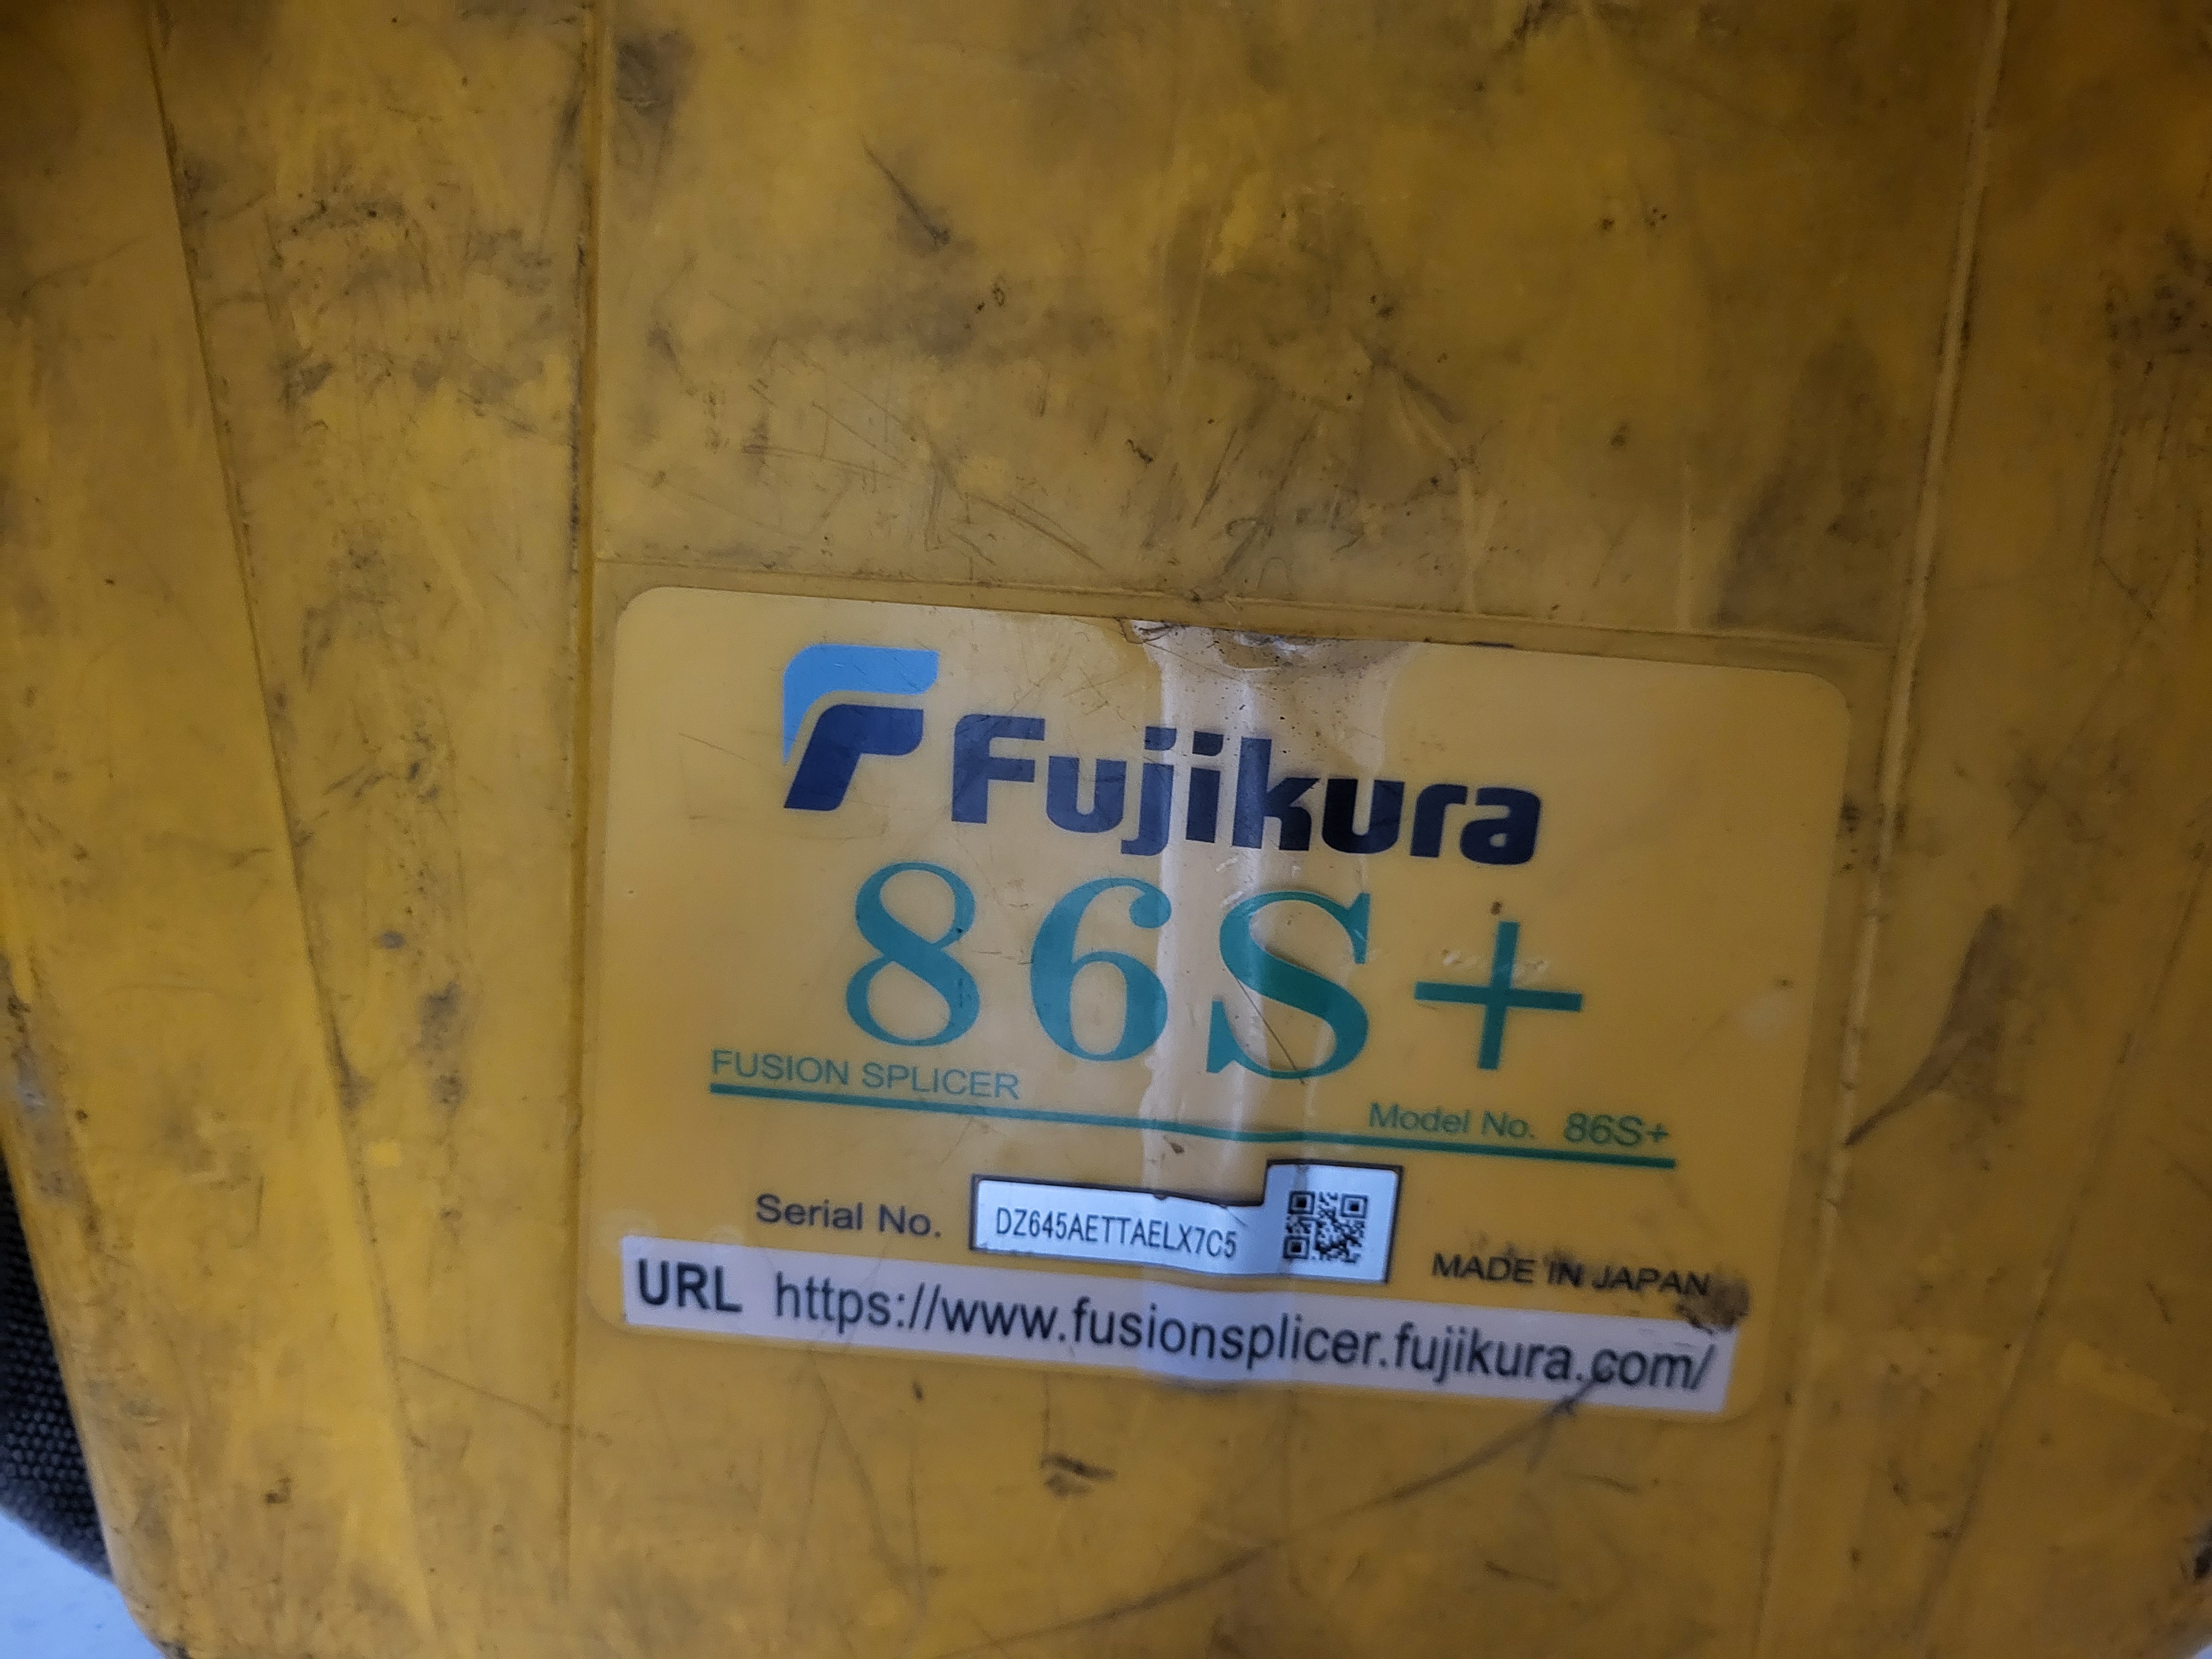 Fujikura
86S+
FUSION SPLICER
Model No. 86S+
Serial No. DZ645AETTAELX7C5
MADE IN JAPAN
URL https://www.fusionsplicer.fujikura.com/